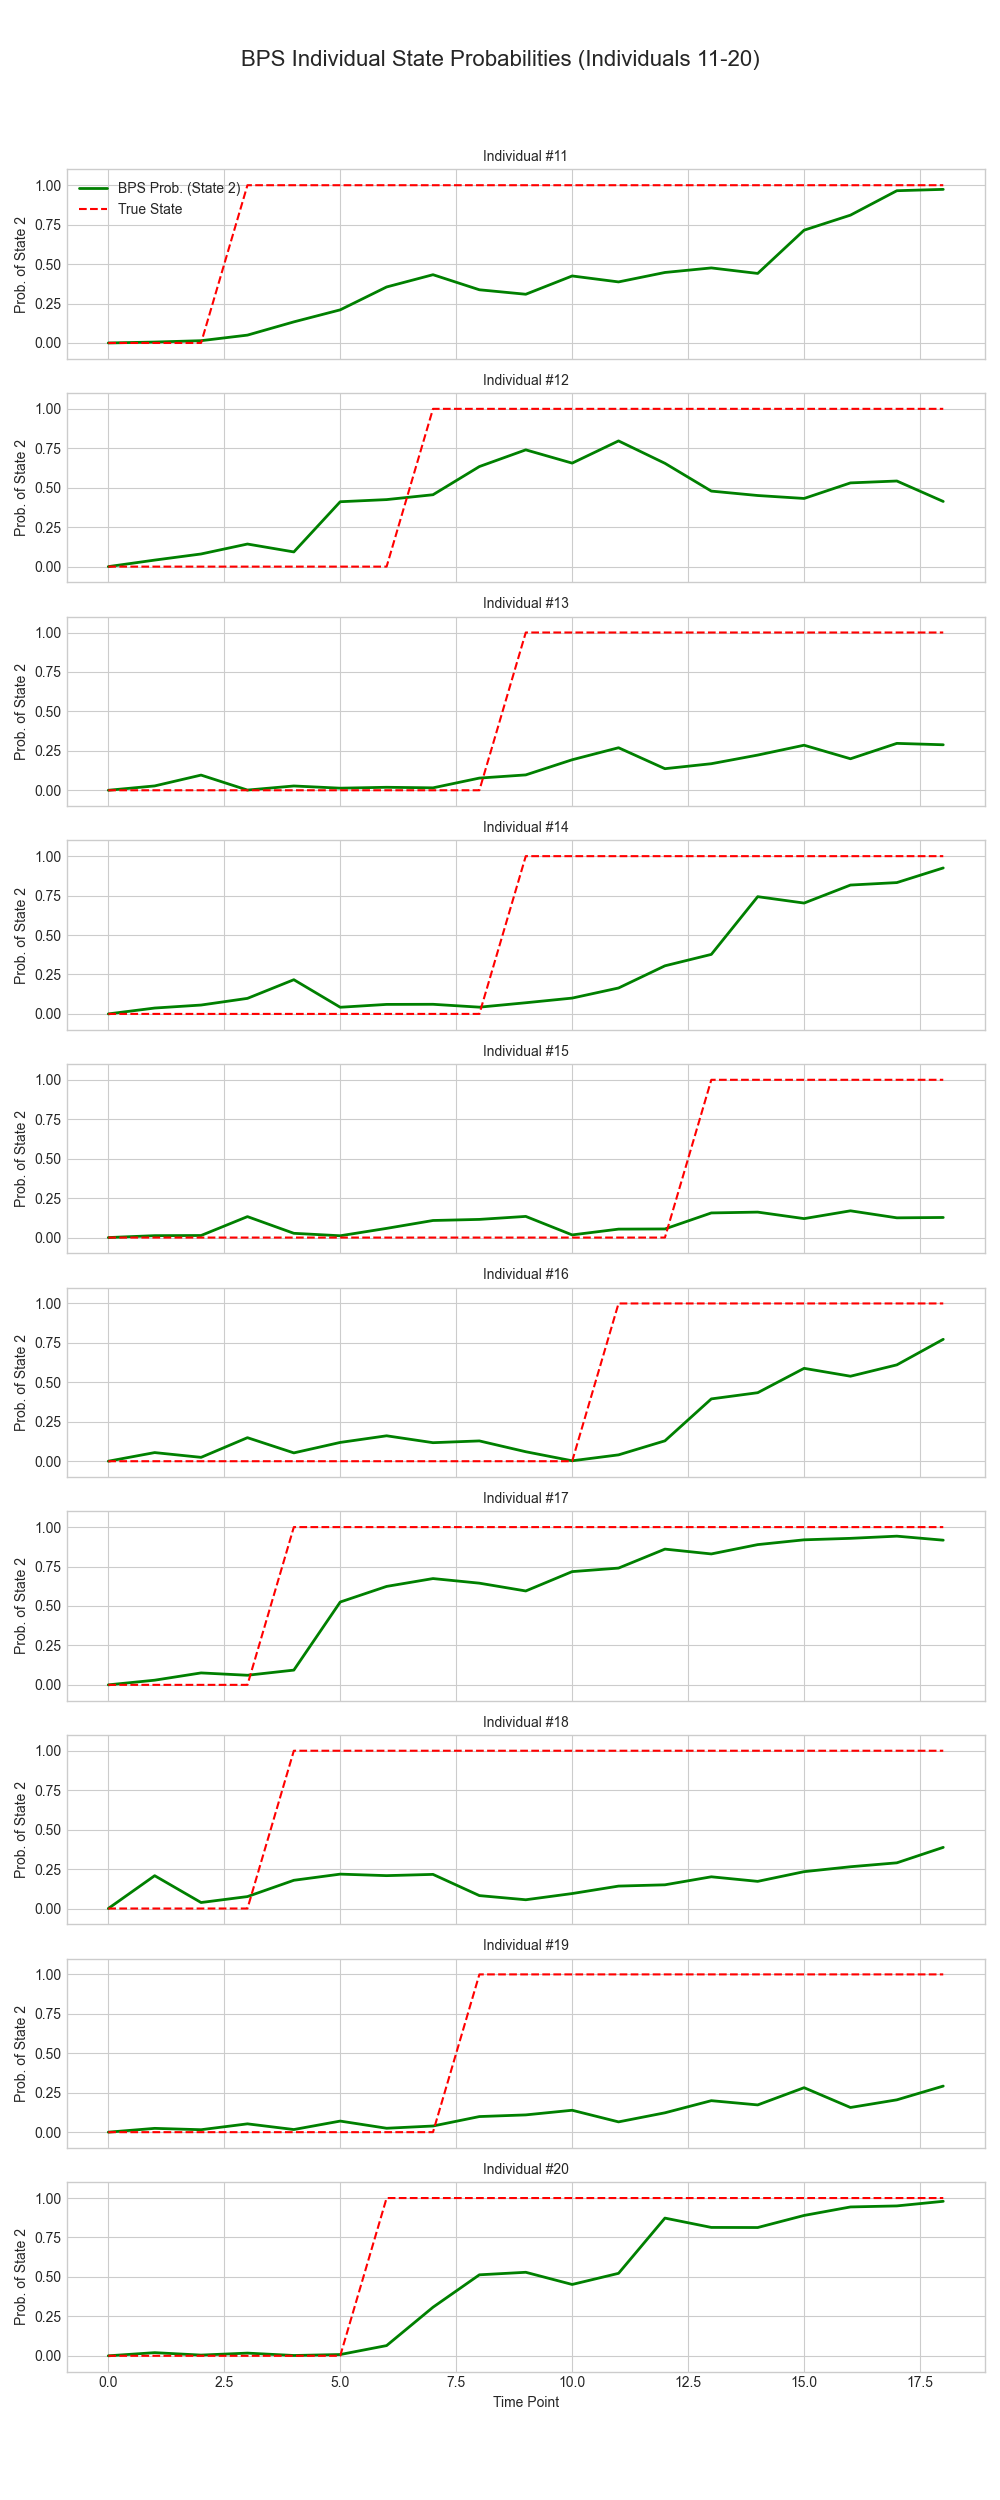 BPS Individual State Probabilities (Individuals 11-20)
Individual #11
BPS Prob. (State 2)
True State
Prob. of State 2
1.00
0.75
0.50
0.25
0.00
Individual #12
Prob. of State 2
1.00
0.75
0.50
0.25
0.00
Individual #13
Prob. of State 2
1.00
0.75
0.50
0.25
0.00
Individual #14
Prob. of State 2
1.00
0.75
0.50
0.25
0.00
Individual #15
Prob. of State 2
1.00
0.75
0.50
0.25
0.00
Individual #16
Prob. of State 2
1.00
0.75
0.50
0.25
0.00
Individual #17
Prob. of State 2
1.00
0.75
0.50
0.25
0.00
Individual #18
Prob. of State 2
1.00
0.75
0.50
0.25
0.00
Individual #19
Prob. of State 2
1.00
0.75
0.50
0.25
0.00
Individual #20
Prob. of State 2
1.00
0.75
0.50
0.25
0.00
0.0 2.5 5.0 7.5 10.0 12.5 15.0 17.5
Time Point